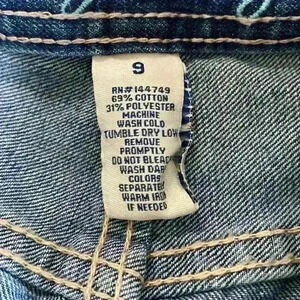 9
RN#144749
69% COTTON
31% POLYESTER
MACHINE
WASH COLD
TUMBLE DRY LOW
REMOVE
PROMPTLY
DO NOT BLEACH
WASH DARK
COLORS
SEPARATE
WARM IRON
IF NEEDED